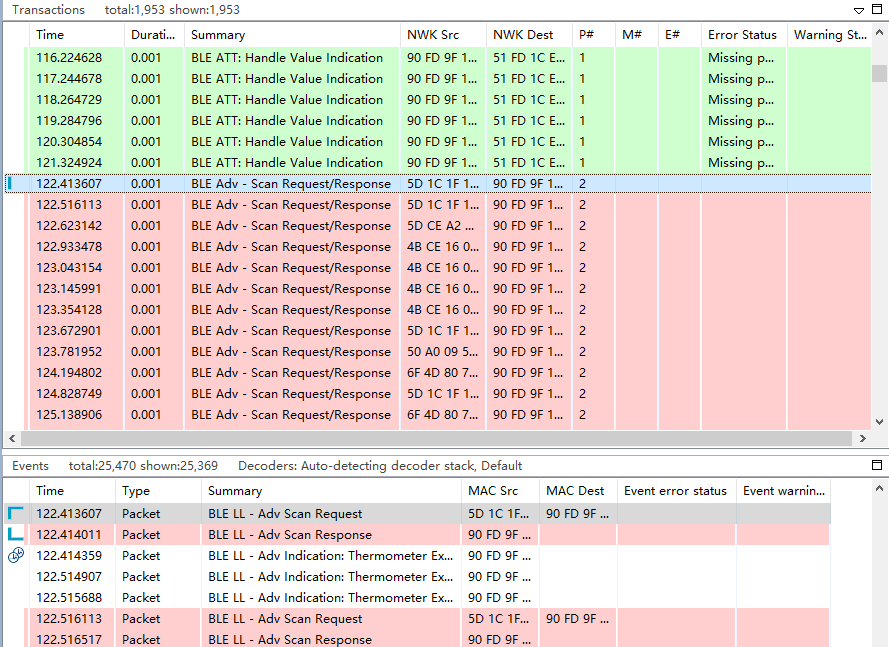 Transactions total:1,953 shown:1,953
Time Durati... Summary NWK Src NWK Dest P# M# E# Error Status Warning St...
116.224628 0.001 BLE ATT: Handle Value Indication 90 FD 9F 1... 51 FD 1C E... 1 Missing p...
117.244678 0.001 BLE ATT: Handle Value Indication 90 FD 9F 1... 51 FD 1C E... 1 Missing p...
118.264729 0.001 BLE ATT: Handle Value Indication 90 FD 9F 1... 51 FD 1C E... 1 Missing p...
119.284796 0.001 BLE ATT: Handle Value Indication 90 FD 9F 1... 51 FD 1C E... 1 Missing p...
120.304854 0.001 BLE ATT: Handle Value Indication 90 FD 9F 1... 51 FD 1C E... 1 Missing p...
121.324924 0.001 BLE ATT: Handle Value Indication 90 FD 9F 1... 51 FD 1C E... 1 Missing p...
122.413607 0.001 BLE Adv - Scan Request/Response 5D 1C 1F 1... 90 FD 9F 1... 2
122.516113 0.001 BLE Adv - Scan Request/Response 5D 1C 1F 1... 90 FD 9F 1... 2
122.623142 0.001 BLE Adv - Scan Request/Response 5D CE A2 ... 90 FD 9F 1... 2
122.933478 0.001 BLE Adv - Scan Request/Response 4B CE 16 0... 90 FD 9F 1... 2
123.043154 0.001 BLE Adv - Scan Request/Response 4B CE 16 0... 90 FD 9F 1... 2
123.145991 0.001 BLE Adv - Scan Request/Response 4B CE 16 0... 90 FD 9F 1... 2
123.354128 0.001 BLE Adv - Scan Request/Response 4B CE 16 0... 90 FD 9F 1... 2
123.672901 0.001 BLE Adv - Scan Request/Response 5D 1C 1F 1... 90 FD 9F 1... 2
123.781952 0.001 BLE Adv - Scan Request/Response 50 A0 09 5... 90 FD 9F 1... 2
124.194802 0.001 BLE Adv - Scan Request/Response 6F 4D 80 7... 90 FD 9F 1... 2
124.828749 0.001 BLE Adv - Scan Request/Response 5D 1C 1F 1... 90 FD 9F 1... 2
125.138906 0.001 BLE Adv - Scan Request/Response 6F 4D 80 7... 90 FD 9F 1... 2
Events total:25,470 shown:25,369 Decoders: Auto-detecting decoder stack, Default
Time Type Summary MAC Src MAC Dest Event error status Event warnin...
122.413607 Packet BLE LL - Adv Scan Request 5D 1C 1F... 90 FD 9F ...
122.414011 Packet BLE LL - Adv Scan Response 90 FD 9F ...
122.414359 Packet BLE LL - Adv Indication: Thermometer Ex... 90 FD 9F ...
122.514907 Packet BLE LL - Adv Indication: Thermometer Ex... 90 FD 9F ...
122.515688 Packet BLE LL - Adv Indication: Thermometer Ex... 90 FD 9F ...
122.516113 Packet BLE LL - Adv Scan Request 5D 1C 1F... 90 FD 9F ...
122.516517 Packet BLE LL - Adv Scan Response 90 FD 9F ...